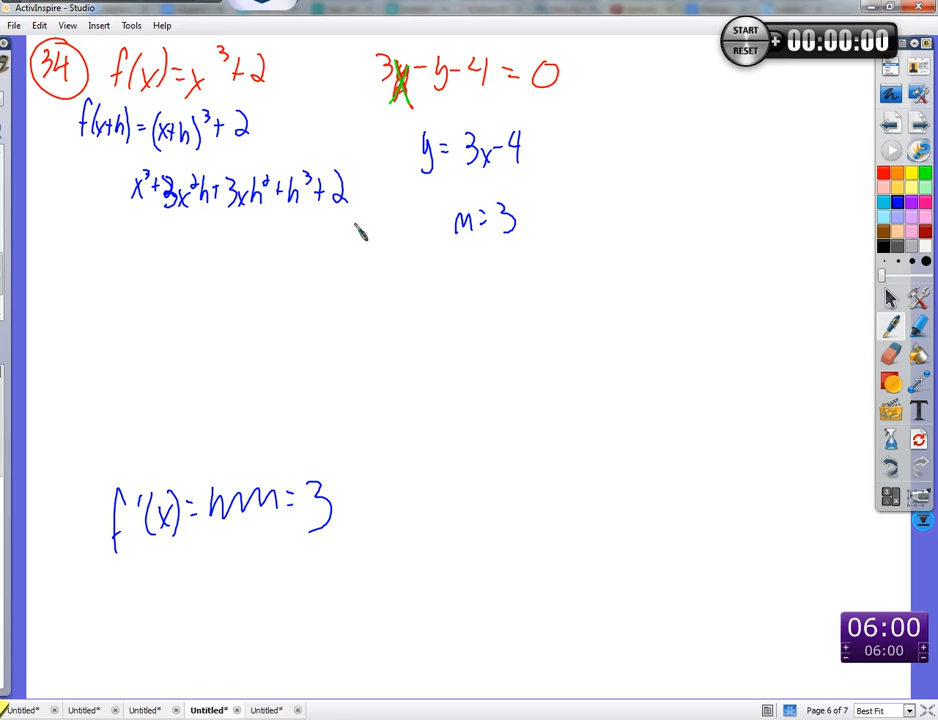 ActivInspire - Studio
File Edit View Insert Tools Help
START
RESET
00:00:00
34 f(x)=x³+2 3x-y-4=0
f(x+h)=(x+h)³+2
y=3x-4
x³+3x²h+3xh²+h³+2
m=3
f'(x)=mm=3
06:00
06:00
Untitled* Untitled* Untitled* Untitled* Untitled*
Page 6 of 7
Best Fit